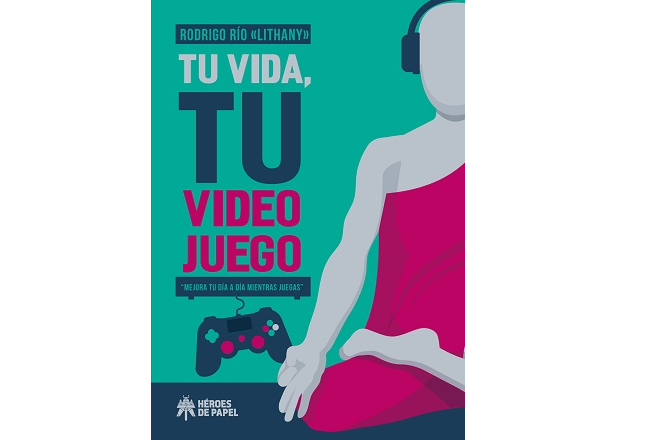 RODRIGO RÍO «LITHANY»
TU VIDA,
TU
VIDEO
JUEGO
"MEJORA TU DÍA A DÍA MIENTRAS JUEGAS"
HÉROES
DE PAPEL